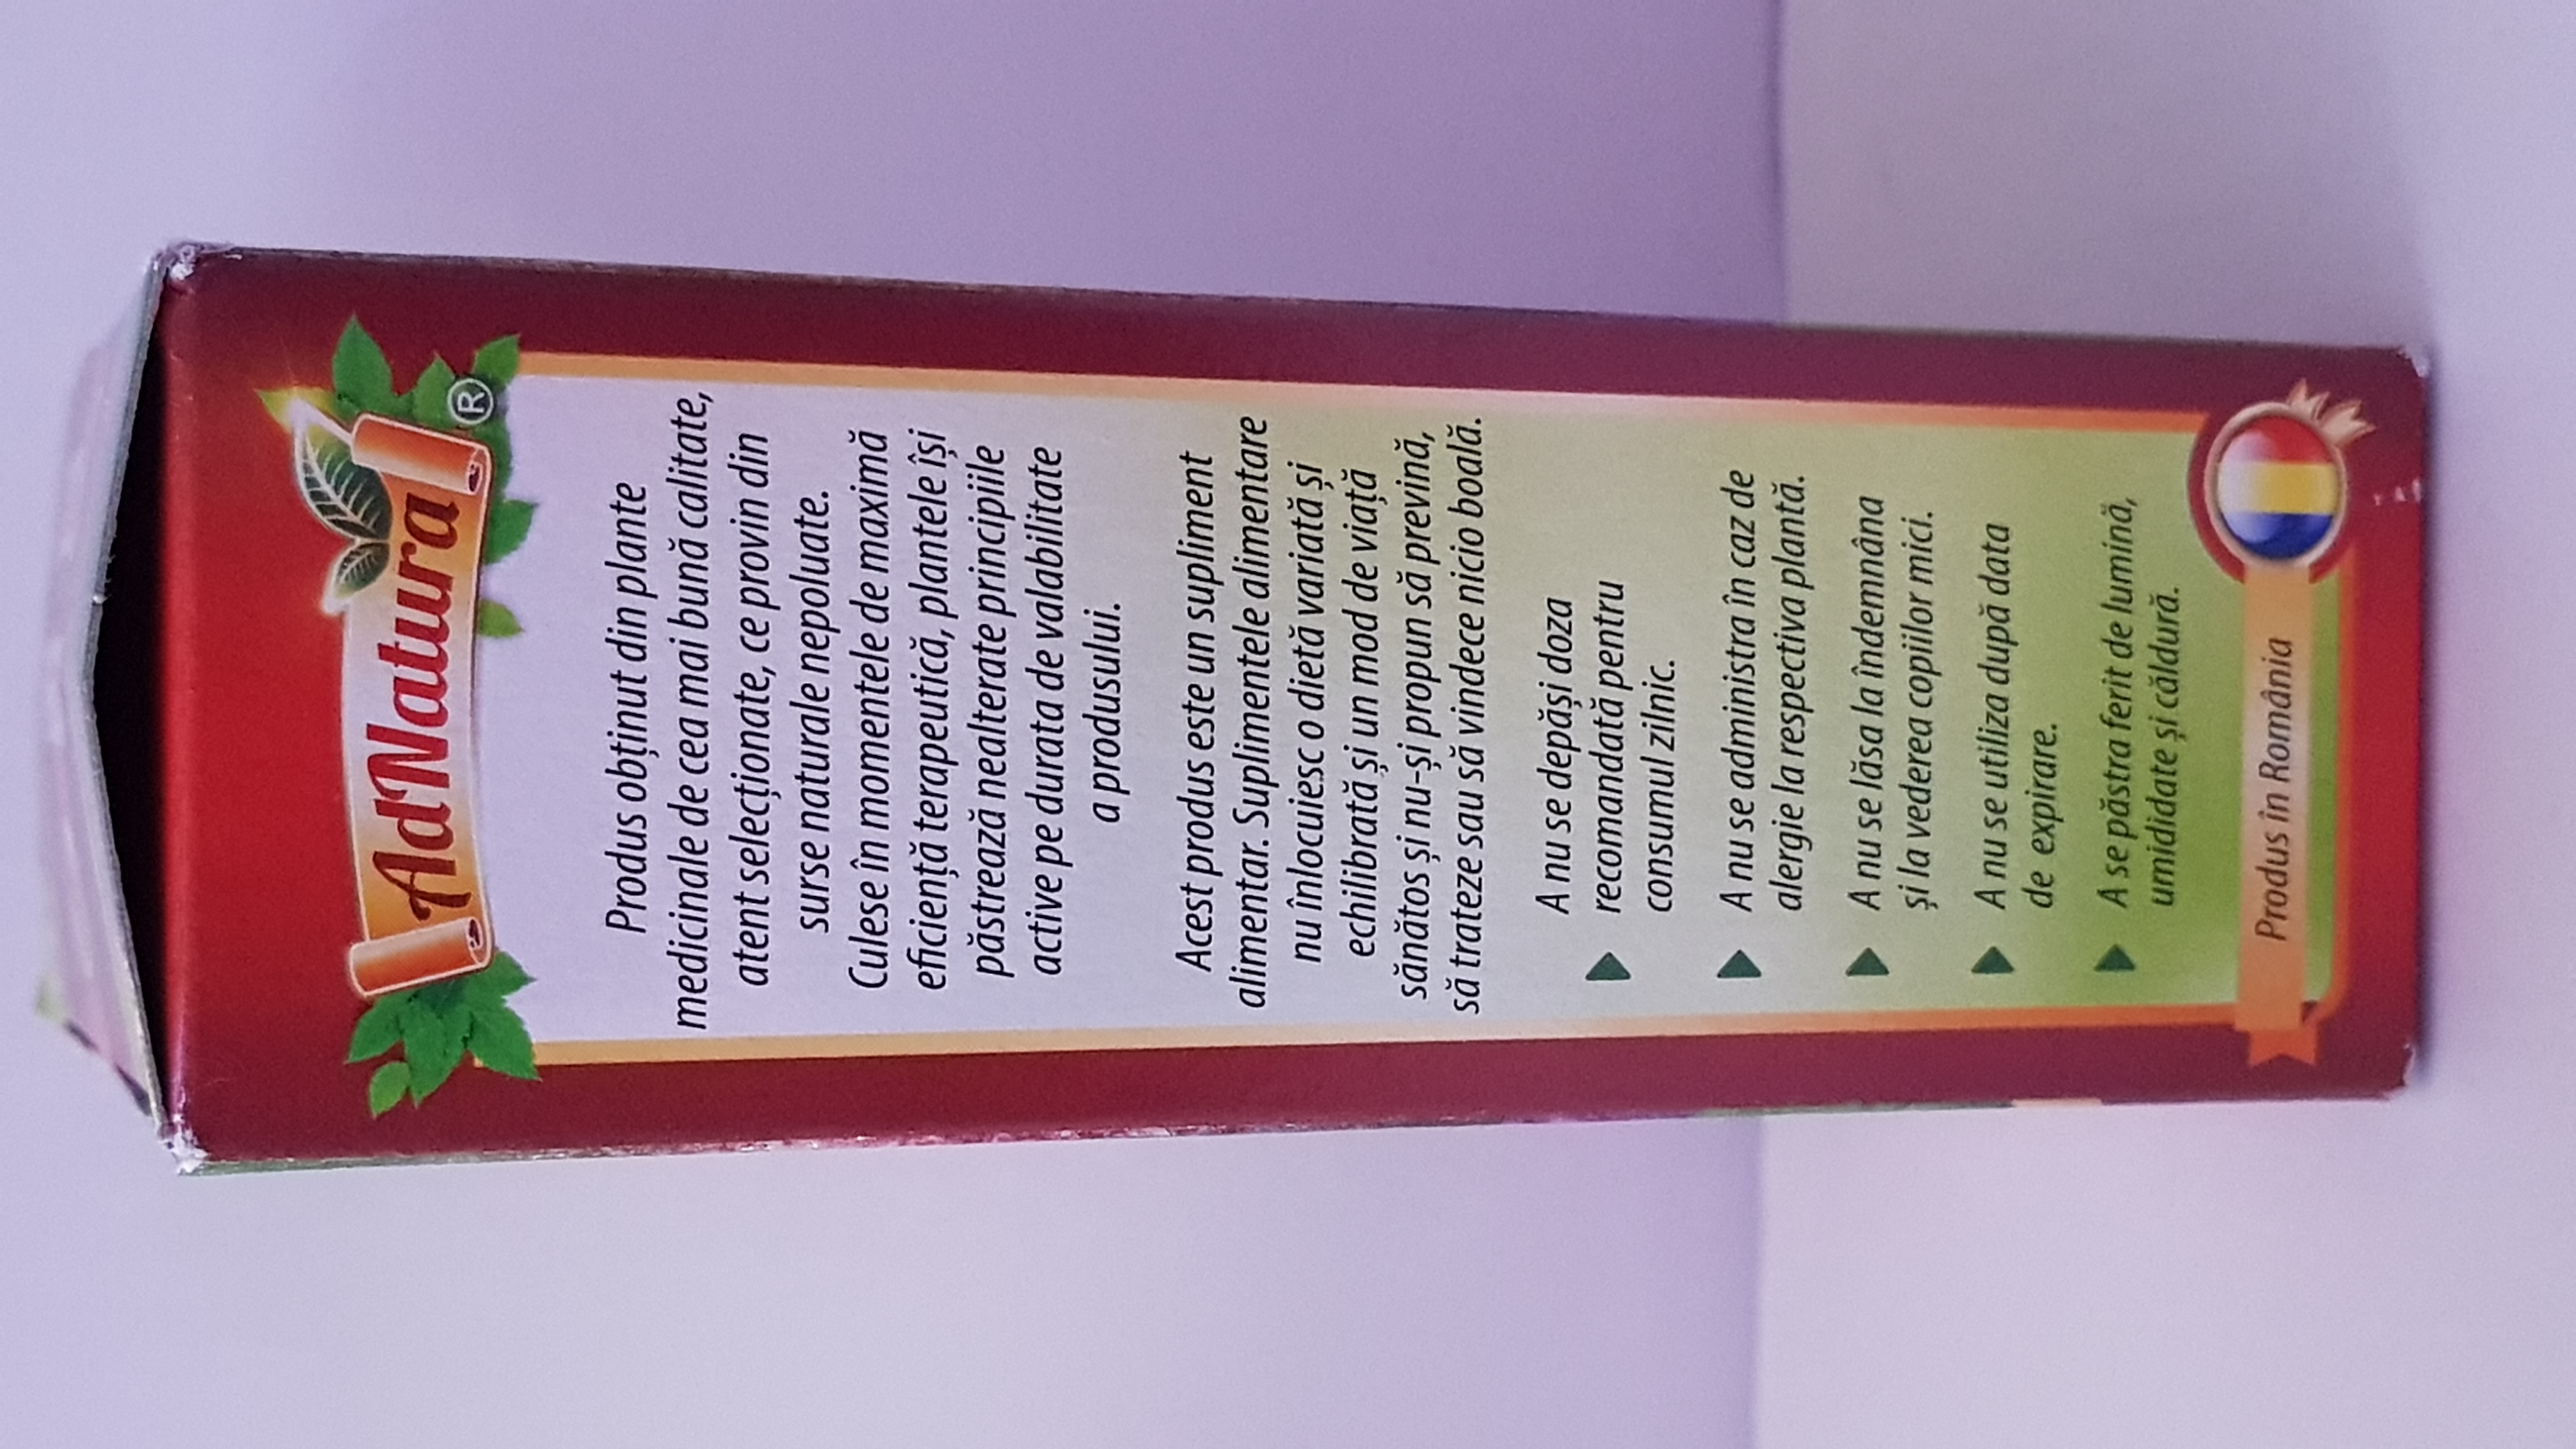 AdNatura®
Produs obținut din plante
medicinale de cea mai bună calitate,
atent selecționate, ce provin din
surse naturale nepoluate.
Culese în momentele de maximă
eficiență terapeutică, plantele își
păstrează nealterate principiile
active pe durata de valabilitate
a produsului.
Acest produs este un supliment
alimentar. Suplimentele alimentare
nu înlocuiesc o dietă variată și
echilibrată și un mod de viață
sănătos și nu-și propun să prevină,
să trateze sau să vindece nicio boală.
A nu se depăși doza
recomandată pentru
consumul zilnic.
A nu se administra în caz de
alergie la respectiva plantă.
A nu se lăsa la îndemâna
și la vederea copiilor mici.
A nu se utiliza după data
de expirare.
A se păstra ferit de lumină,
umididate și căldură.
Produs în România